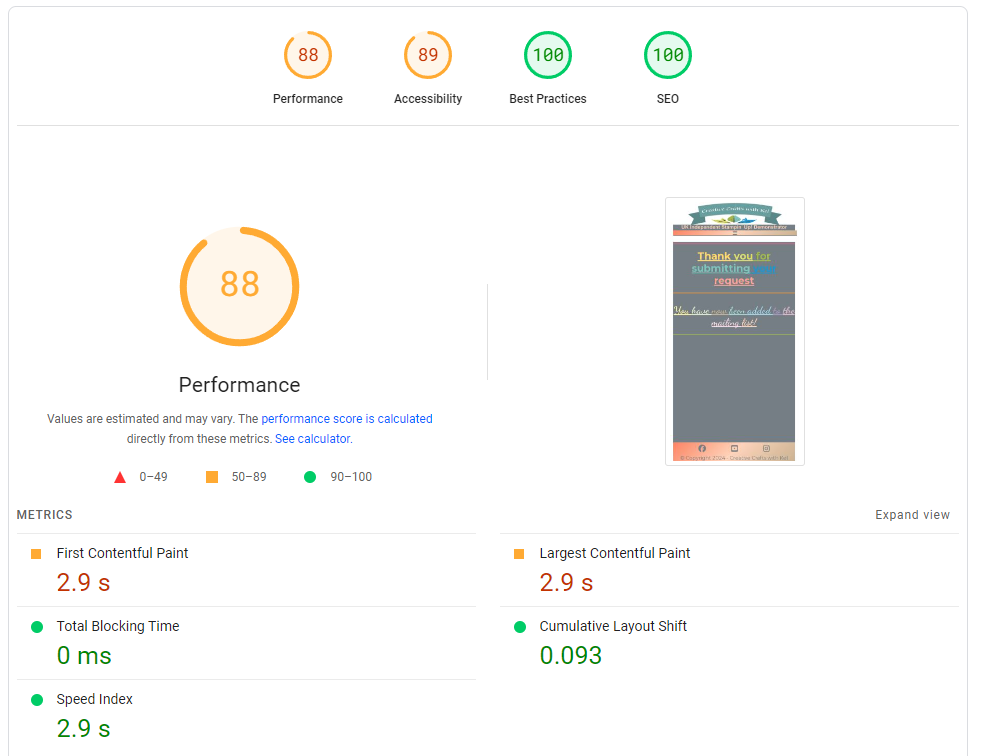 88
89
100
100
Performance
Accessibility
Best Practices
SEO
Creative Crafts with Kel
UK Independent Stampin' Up! Demonstrator
Thank you for
submitting your
request
You have now been added to the
mailing list!
© Copyright 2024 - Creative Crafts with Kel
88
Performance
Values are estimated and may vary. The performance score is calculated
directly from these metrics. See calculator.
0–49
50–89
90–100
METRICS
Expand view
First Contentful Paint
2.9 s
Largest Contentful Paint
2.9 s
Total Blocking Time
0 ms
Cumulative Layout Shift
0.093
Speed Index
2.9 s